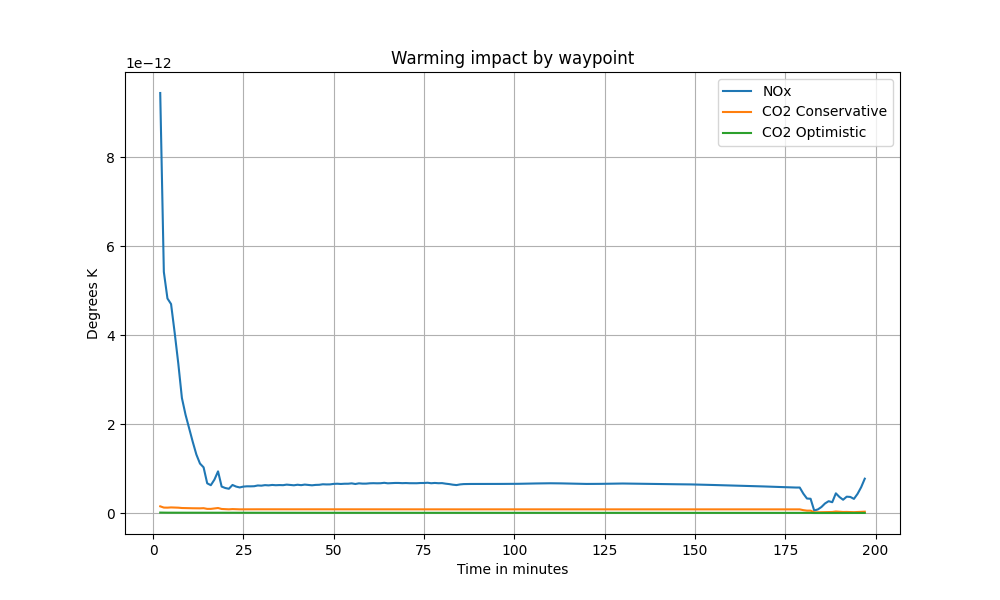 Warming impact by waypoint
1e−12
NOx
CO2 Conservative
CO2 Optimistic
8
6
4
2
0
Degrees K
0 25 50 75 100 125 150 175 200
Time in minutes